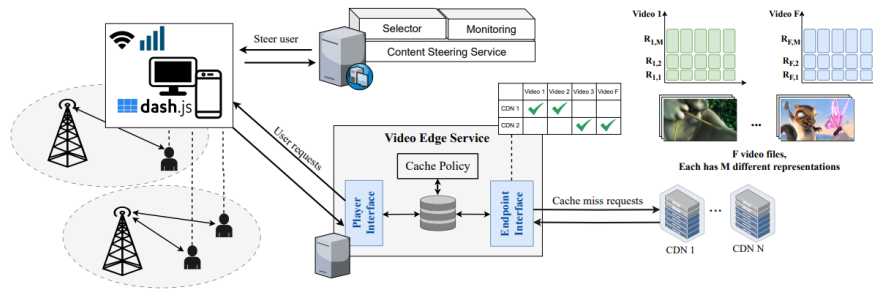 Selector
Monitoring
Content Steering Service
Steer user
dash.js
User requests
Video 1
R1,M
R1,2
R1,1
Video F
RF,M
RF,2
RF,1
...
F video files,
Each has M different representations
Video 1 Video 2 Video 3 Video F
CDN 1
CDN 2
Video Edge Service
Cache Policy
Player
Interface
Endpoint
Interface
Cache miss requests
...
CDN 1
CDN N